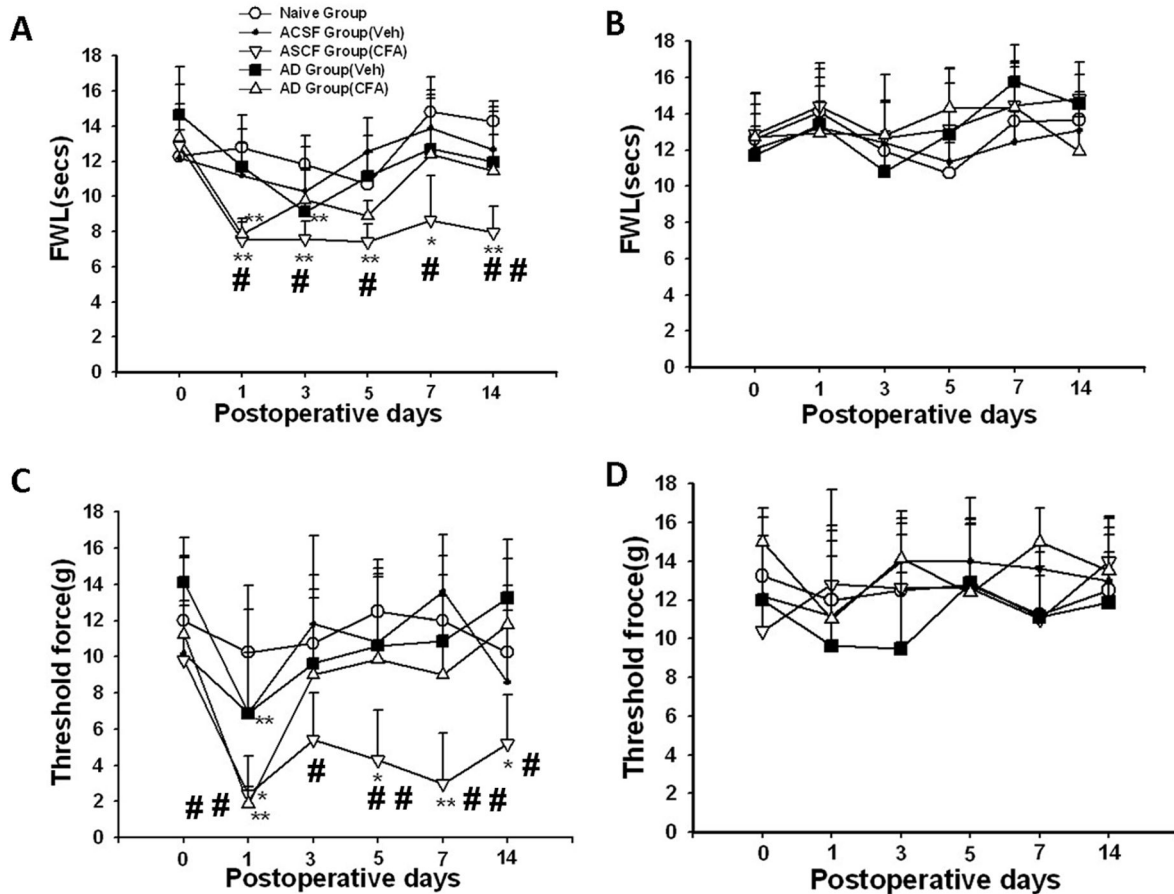 A
Naive Group
ACSF Group(Veh)
ASCF Group(CFA)
AD Group(Veh)
AD Group(CFA)
FWL(secs)
18
16
14
12
10
8
6
4
2
0
**
**
**
**
**
*
**
#
#
#
#
# #
0 1 3 5 7 14
Postoperative days
B
FWL(secs)
18
16
14
12
10
8
6
4
2
0
0 1 3 5 7 14
Postoperative days
C
Threshold force(g)
18
16
14
12
10
8
6
4
2
0
**
# #
*
**
#
*
# #
** # #
* #
0 1 3 5 7 14
Postoperative days
D
Threshold froce(g)
18
16
14
12
10
8
6
4
2
0
0 1 3 5 7 14
Postoperative days